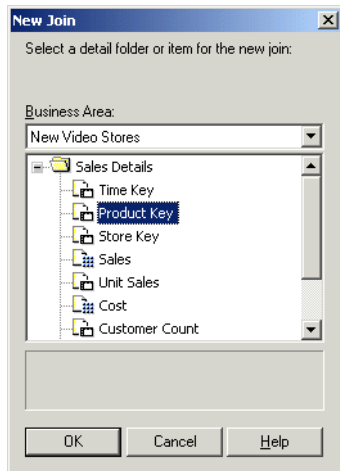 New Join
Select a detail folder or item for the new join:
Business Area:
New Video Stores
Sales Details
Time Key
Product Key
Store Key
Sales
Unit Sales
Cost
Customer Count
OK Cancel Help